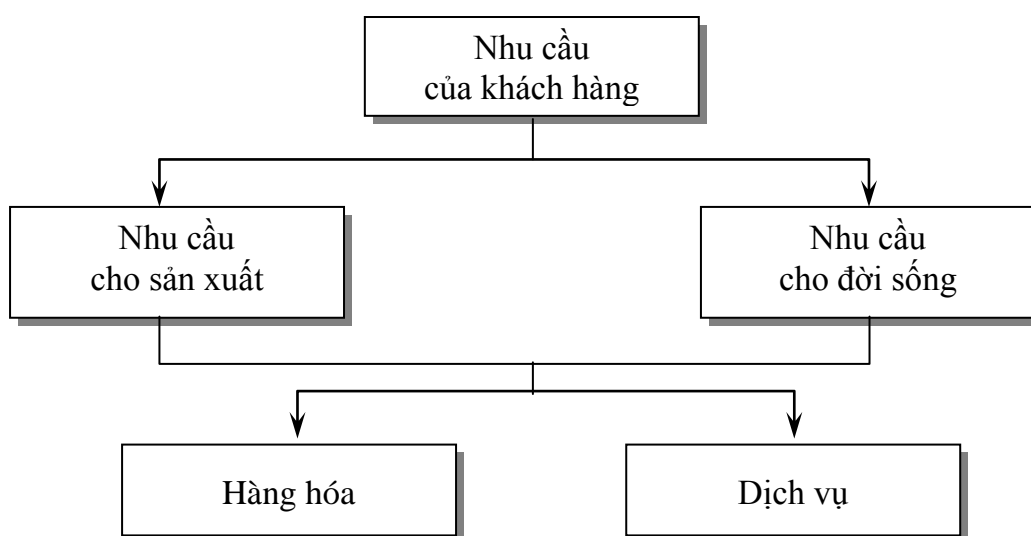 Nhu cầu
của khách hàng
Nhu cầu
cho sản xuất
Nhu cầu
cho đời sống
Hàng hóa
Dịch vụ